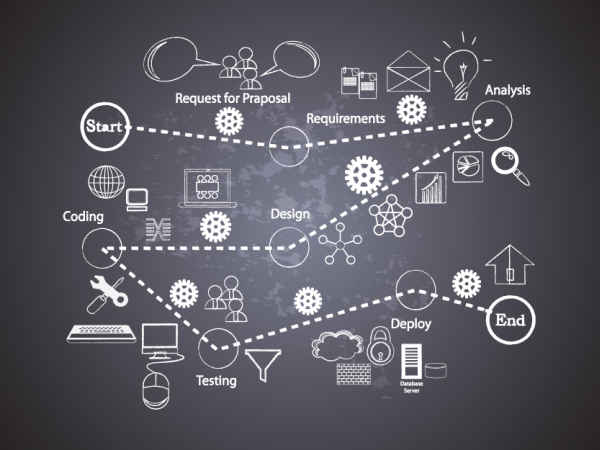 Request for Praposal
Start
Requirements
Analysis
Coding
Design
Deploy
End
Testing
Database
Server